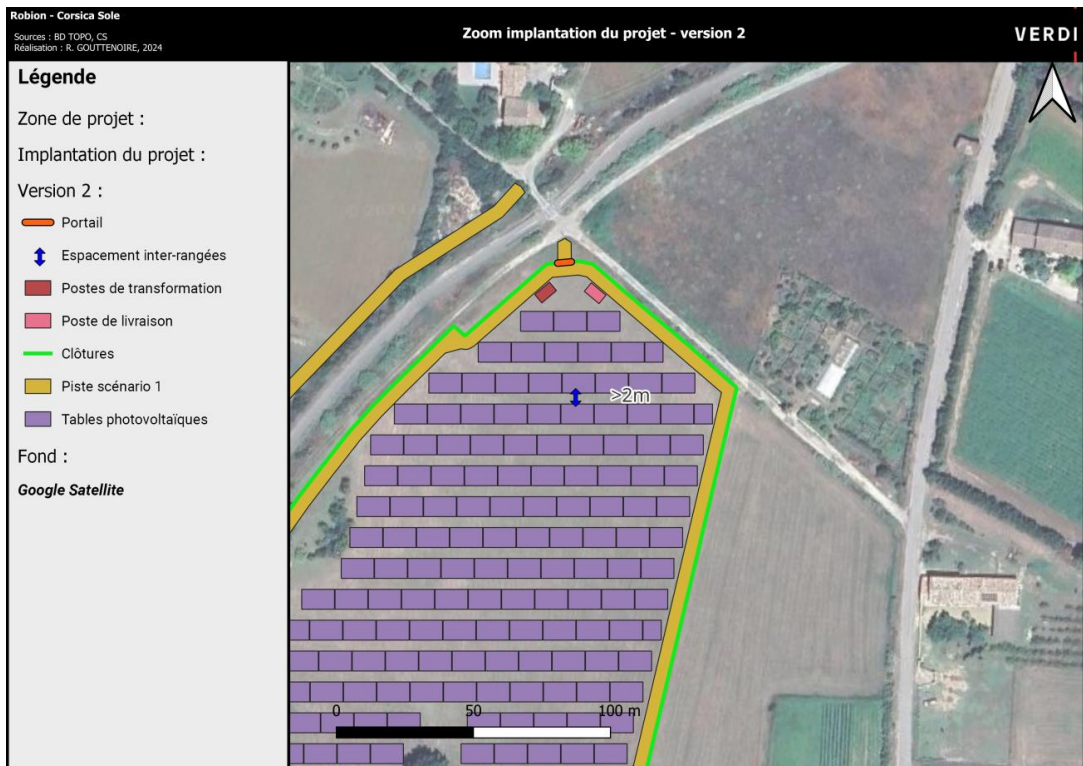 Robion - Corsica Sole
Sources : BD TOPO, CS
Réalisation : R. GOUTTENOIRE, 2024
Zoom implantation du projet - version 2
VERDI
Légende
Zone de projet :
Implantation du projet :
Version 2 :
Portail
Espacement inter-rangées
Postes de transformation
Poste de livraison
Clôtures
Piste scénario 1
Tables photovoltaïques
Fond :
Google Satellite
>2m
0 50 100 m